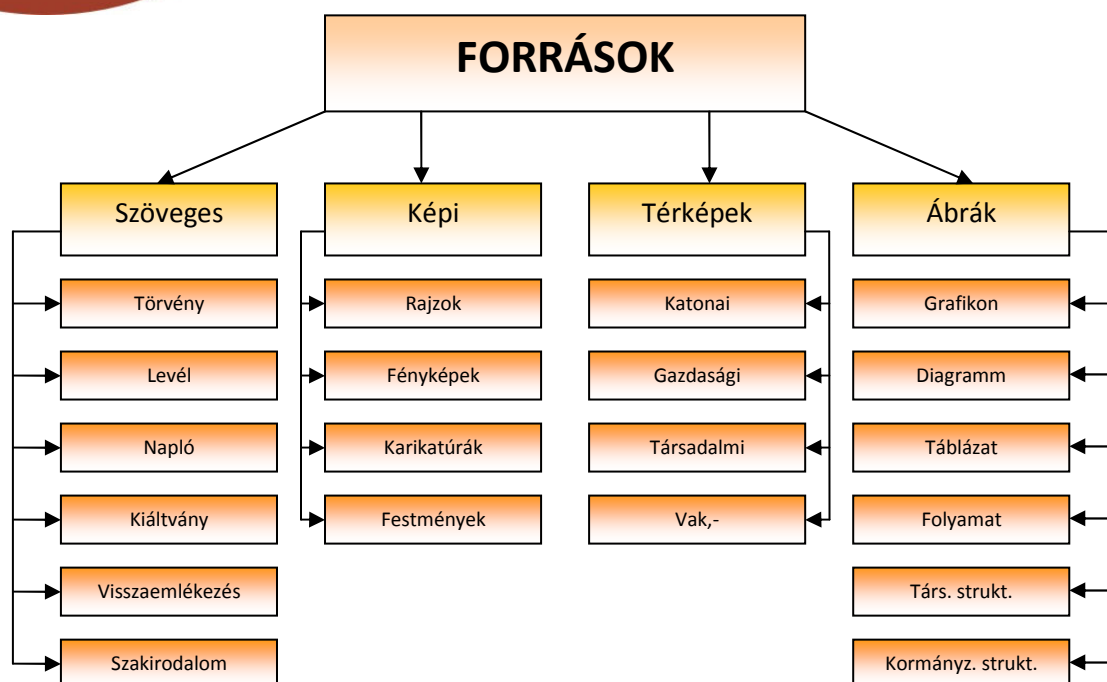 FORRÁSOK
Szöveges
Törvény
Levél
Napló
Kiáltvány
Visszaemlékezés
Szakirodalom
Képi
Rajzok
Fényképek
Karikatúrák
Festmények
Térképek
Katonai
Gazdasági
Társadalmi
Vak,-
Ábrák
Grafikon
Diagramm
Táblázat
Folyamat
Társ. strukt.
Kormányz. strukt.